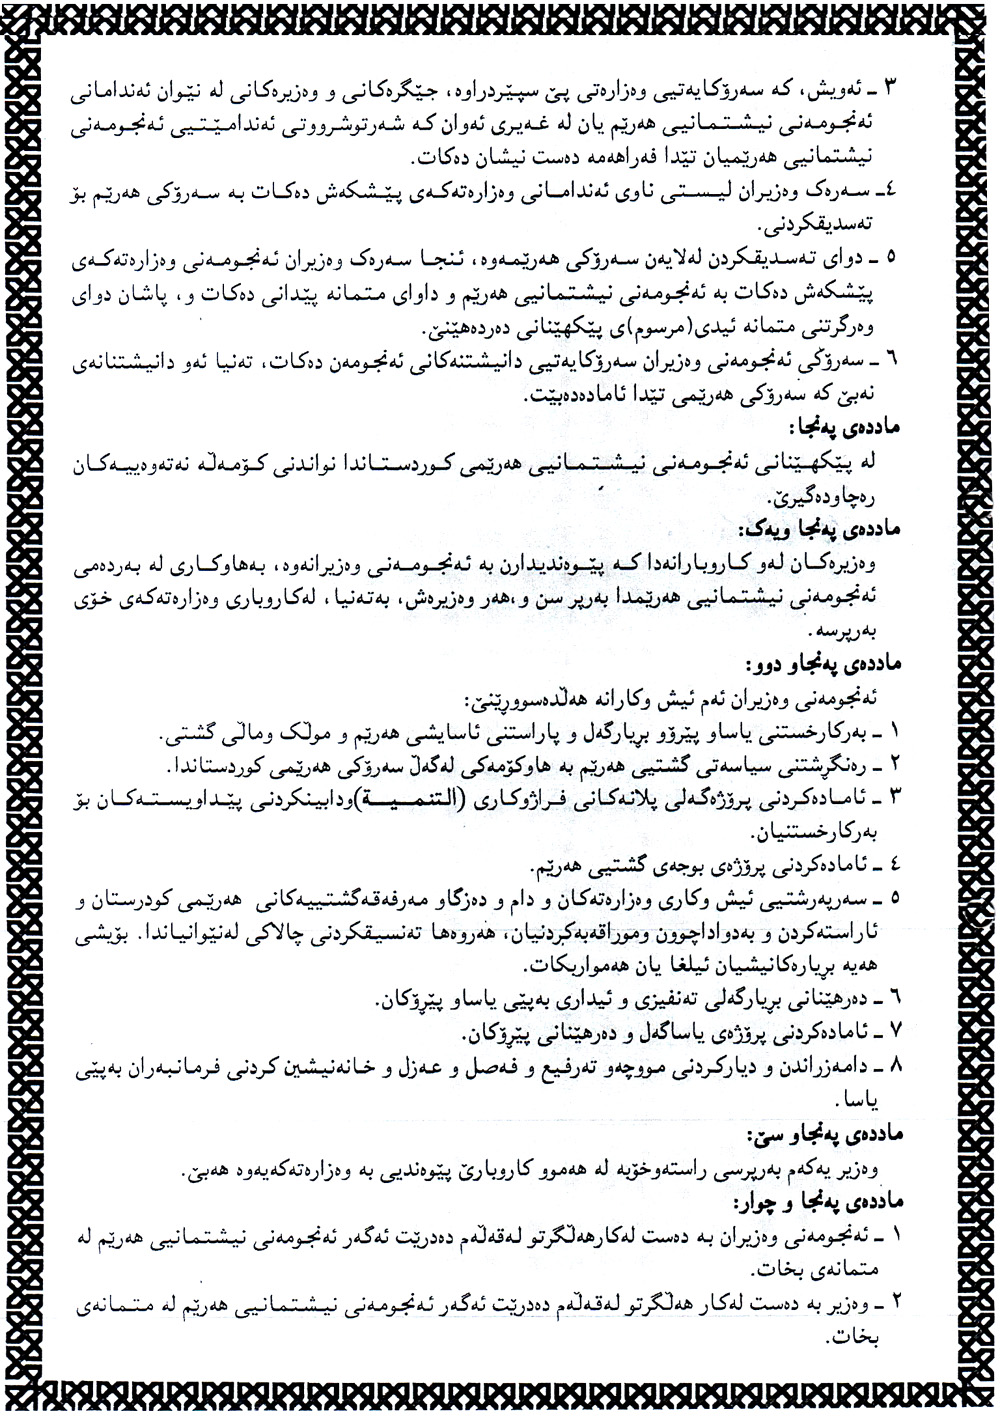 ٣ ـ ئەویش، کە سەرۆکایەتیی وەزارەتی پێ سپێردراوە، جێگرەکانی و وەزیرەکانی لە نێوان ئەندامانی
ئەنجومەنی نیشتمانیی هەرێم یان لە غەیری ئەوان کە شەرتوشرووتی ئەندامێتیی ئەنجومەنی
نیشتمانیی هەرێمیان تێدا فەراهەمە دەست نیشان دەکات.
٤ـ سەرەک وەزیران لیستی ناوی ئەندامانی وەزارەتەکەی پێشکەش دەکات بە سەرۆکی هەرێم بۆ
تەسدیقکردنی.
٥ ـ دوای تەسدیقکردن لەلایەن سەرۆکی هەرێمەوە، ئنجا سەرەک وەزیران ئەنجومەنی وەزارەتەکەی
پێشکەش دەکات بە ئەنجومەنی نیشتمانیی هەرێم و داوای متمانە پێدانی دەکات و، پاشان دوای
وەرگرتنی متمانە ئیدی(مرسوم)ی پێکهێنانی دەردەهێنێ.
٦ ـ سەرۆکی ئەنجومەنی وەزیران سەرۆکایەتیی دانیشتنەکانی ئەنجومەن دەکات، تەنیا ئەو دانیشتنانەی
نەبێ کە سەرۆکی هەرێمی تێدا ئامادەدەبێت.
ماددەی پەنجا:
لە پێکهێنانی ئەنجومەنی نیشتمانیی هەرێمی کوردستاندا نواندنی کۆمەڵە نەتەوەییەکان
رەچاودەگیرێ.
ماددەی پەنجا ویەک:
وەزیرەکان لەو کاروبارانەدا کە پێوەندیدارن بە ئەنجومەنی وەزیرانەوە، بەهاوکاری لە بەردەمی
ئەنجومەنی نیشتمانیی هەرێمدا بەرپر سن و،هەر وەزیرەش، بەتەنیا، لەکاروباری وەزارەتەکەی خۆی
بەرپرسە.
ماددەی پەنجاو دوو:
ئەنجومەنی وەزیران ئەم ئیش وکارانە هەڵدەسووڕێنێ:
١ ـ بەرکارخستنی یاساو پێرۆو بڕیارگەل و پاراستنی ئاسایشی هەرێم و موڵک وماڵی گشتی.
٢ ـ رەنگڕشتنی سیاسەتی گشتیی هەرێم بە هاوکۆمەکی لەگەڵ سەرۆکی هەرێمی کوردستاندا.
٣ ـ ئامادەکردنی پرۆژەگەلی پلانەکانی فراژوکاری (التنمیة)ودابینکردنی پێداویستەکان بۆ
بەرکارخستنیان.
٤ ـ ئامادەکردنی پرۆژەی بوجەی گشتیی هەرێم.
٥ ـ سەرپەرشتیی ئیش وکاری وەزارەتەکان و دام و دەزگاو مەرفەقەگشتییەکانی هەرێمی کودرستان و
ئاراستەکردن و بەدواداچوون وموراقەبەکردنیان، هەروەها تەنسیقکردنی چالاکی لەنێوانیاندا. بۆیشی
هەیە بڕیارەکانیشیان ئیلغا یان هەمواربکات.
٦ ـ دەرهێنانی بڕیارگەلی تەنفیزی و ئیداری بەپێی یاساو پێرۆکان.
٧ ـ ئامادەکردنی پرۆژەی یاساگەل و دەرهێنانی پێرۆکان.
٨ ـ دامەزراندن و دیارکردنی مووچەو تەرفیع و فەصل و عەزل و خانەنیشین کردنی فرمانبەران بەپێی
یاسا.
ماددەی پەنجاو سێ:
وەزیر یەکەم بەرپرسی راستەوخۆیە لە هەموو کاروبارێ پێوەندیی بە وەزارەتەکەیەوە هەبێ.
ماددەی پەنجا و چوار:
١ ـ ئەنجومەنی وەزیران بە دەست لەکارهەڵگرتو لەقەڵەم دەدرێت ئەگەر ئەنجومەنی نیشتمانیی هەرێم لە
متمانەی بخات.
٢ ـ وەزیر بە دەست لەکار هەڵگرتو لەقەڵەم دەدرێت ئەگەر ئەنجومەنی نیشتمانیی هەرێم لە متمانەی
بخات.